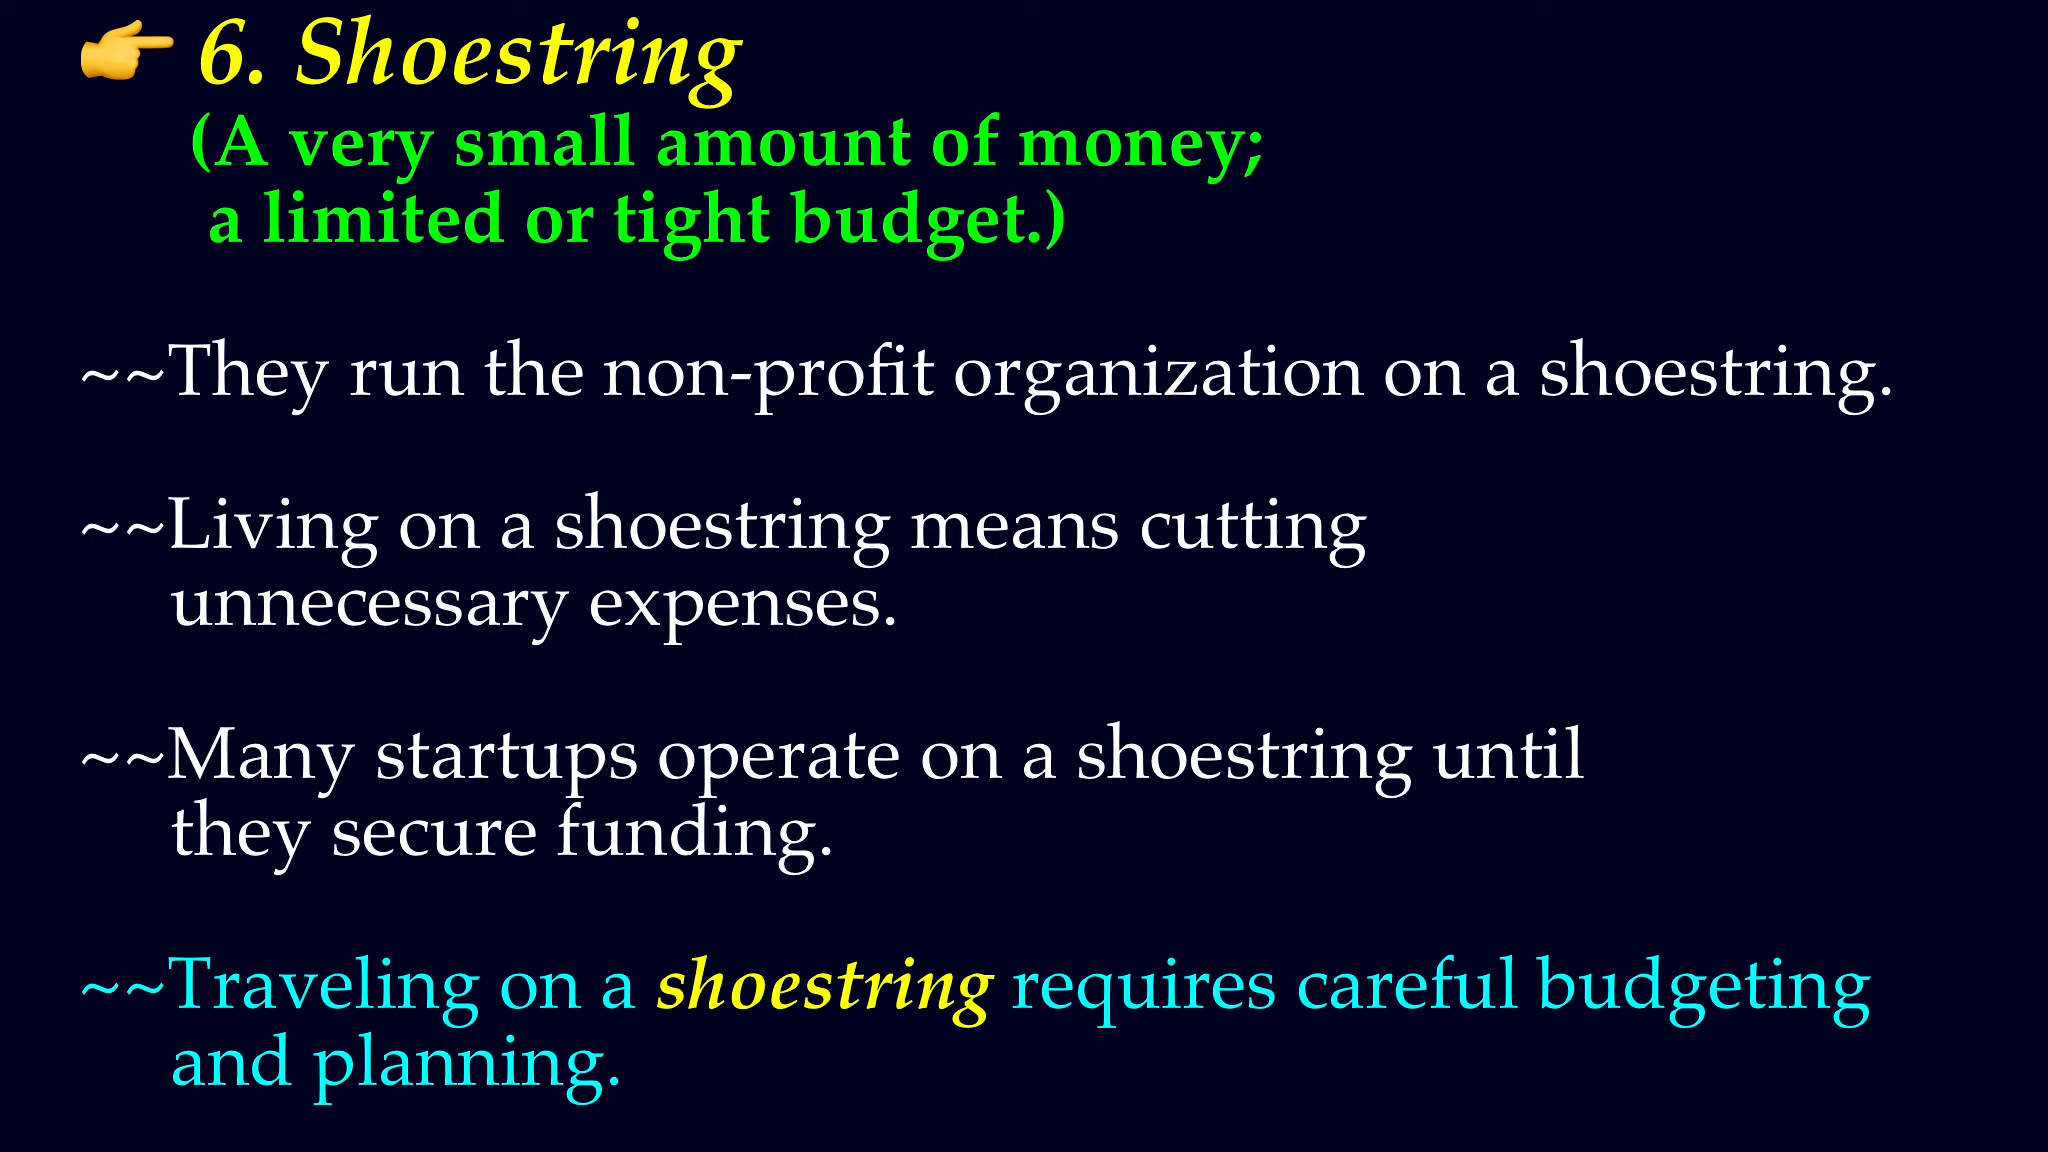 👉 6. Shoestring
(A very small amount of money;
a limited or tight budget.)
~~They run the non-profit organization on a shoestring.
~~Living on a shoestring means cutting
unnecessary expenses.
~~Many startups operate on a shoestring until
they secure funding.
~~Traveling on a shoestring requires careful budgeting
and planning.